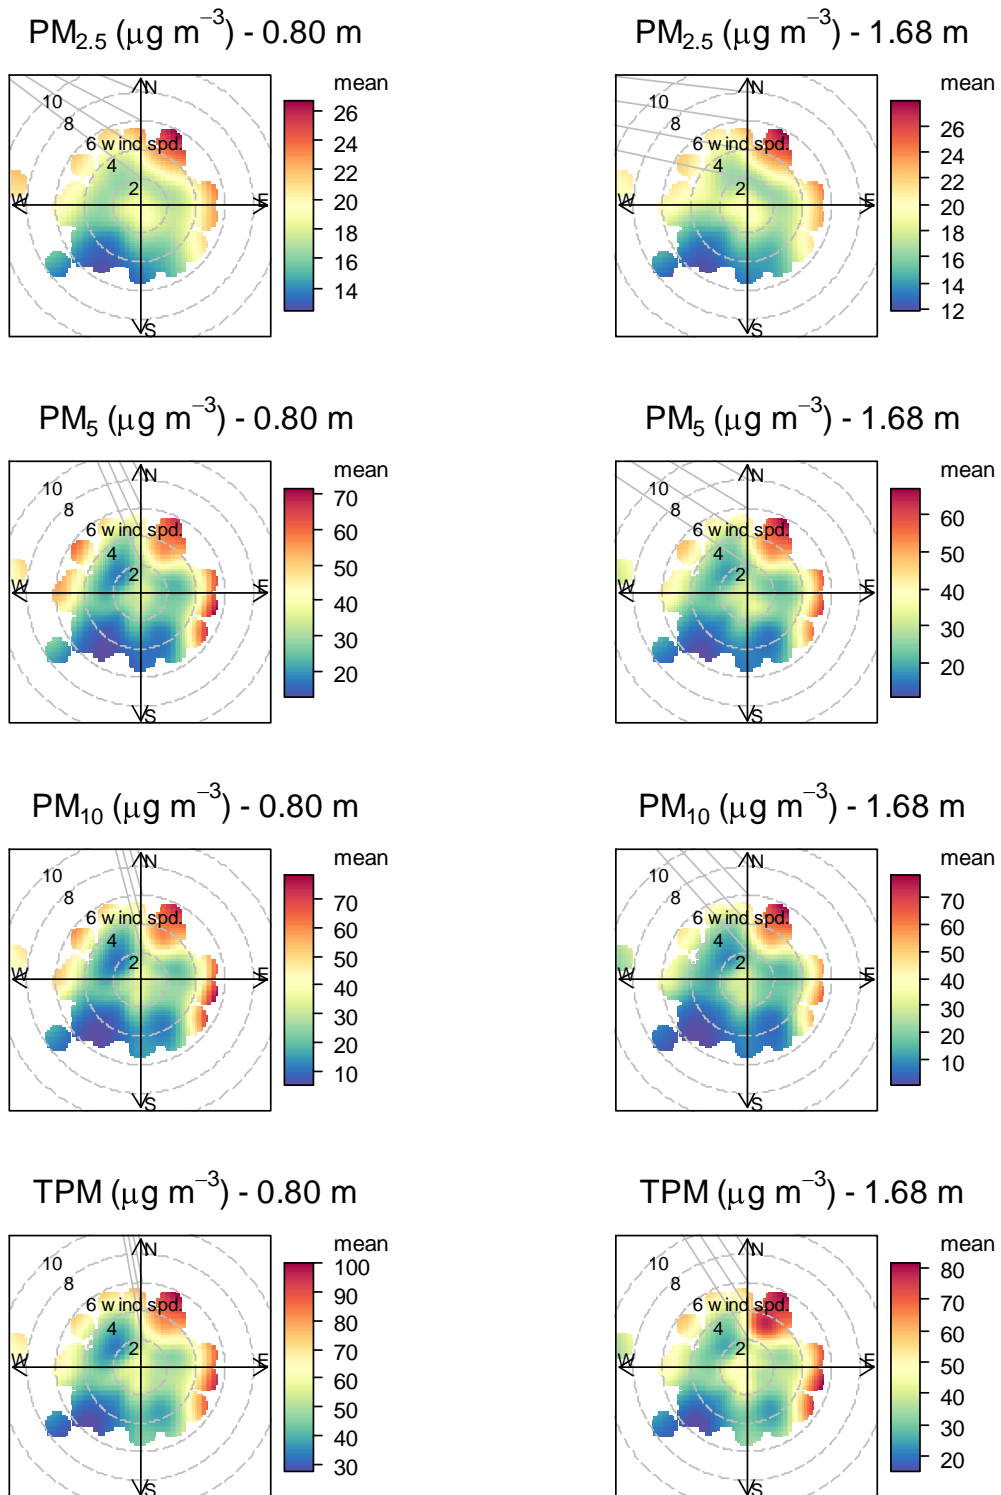 PM2.5 (μg m−3) - 0.80 m
mean
N
10
8
6 wind spd.
4
2
W
E
S
26
24
22
20
18
16
14
PM2.5 (μg m−3) - 1.68 m
mean
N
10
8
6 wind spd.
4
2
W
E
S
26
24
22
20
18
16
14
12
PM5 (μg m−3) - 0.80 m
mean
N
10
8
6 wind spd.
4
2
W
E
S
70
60
50
40
30
20
PM5 (μg m−3) - 1.68 m
mean
N
10
8
6 wind spd.
4
2
W
E
S
60
50
40
30
20
PM10 (μg m−3) - 0.80 m
mean
N
10
8
6 wind spd.
4
2
W
E
S
70
60
50
40
30
20
10
PM10 (μg m−3) - 1.68 m
mean
N
10
8
6 wind spd.
4
2
W
E
S
70
60
50
40
30
20
10
TPM (μg m−3) - 0.80 m
mean
N
10
8
6 wind spd.
4
2
W
E
S
100
90
80
70
60
50
40
30
TPM (μg m−3) - 1.68 m
mean
N
10
8
6 wind spd.
4
2
W
E
S
80
70
60
50
40
30
20